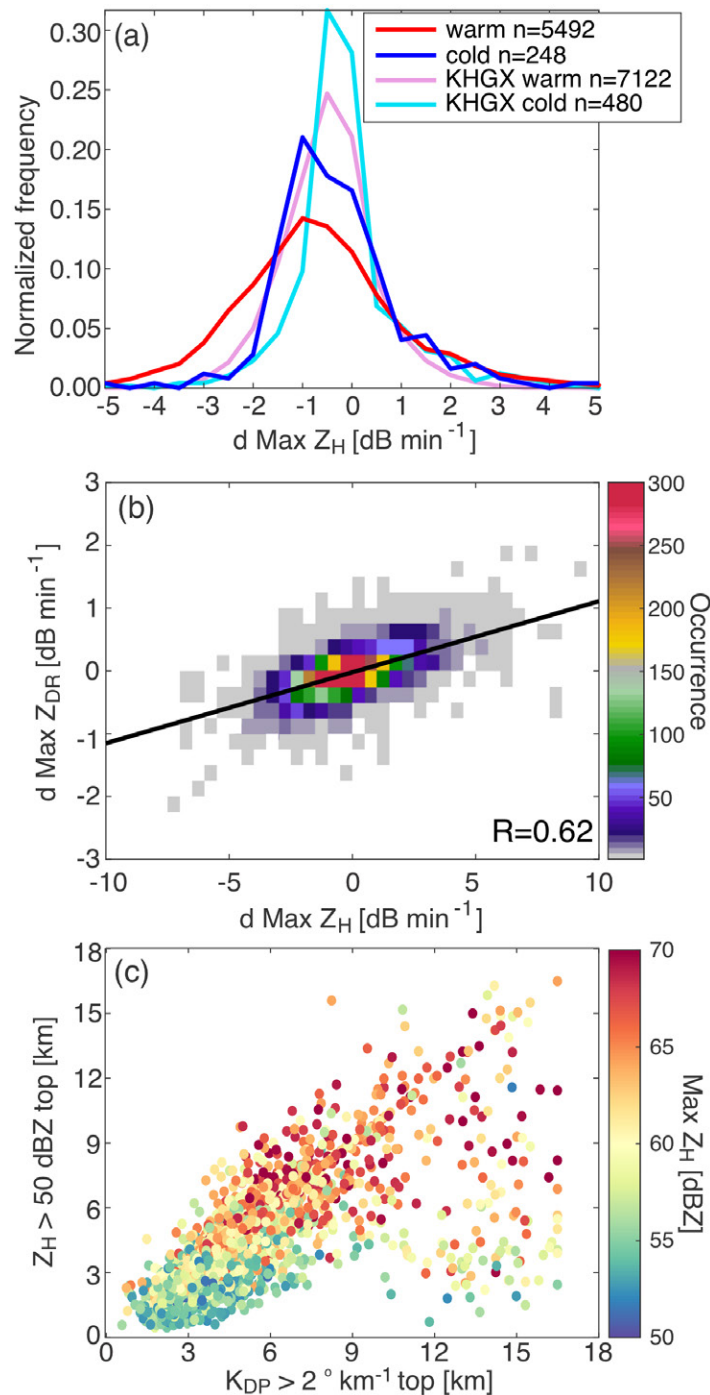 (a)
warm n=5492
cold n=248
KHGX warm n=7122
KHGX cold n=480
Normalized frequency
0.30
0.25
0.20
0.15
0.10
0.05
0.00
-5 -4 -3 -2 -1 0 1 2 3 4 5
d Max Z_H [dB min⁻¹]
(b)
d Max Z_DR [dB min⁻¹]
3
2
1
0
-1
-2
-3
-10 -5 0 5 10
d Max Z_H [dB min⁻¹]
R=0.62
300
250
200
150
100
50
Occurrence
(c)
Z_H > 50 dBZ top [km]
18
15
12
9
6
3
0
0 3 6 9 12 15 18
K_DP > 2 ° km⁻¹ top [km]
70
65
60
55
50
Max Z_H [dBZ]